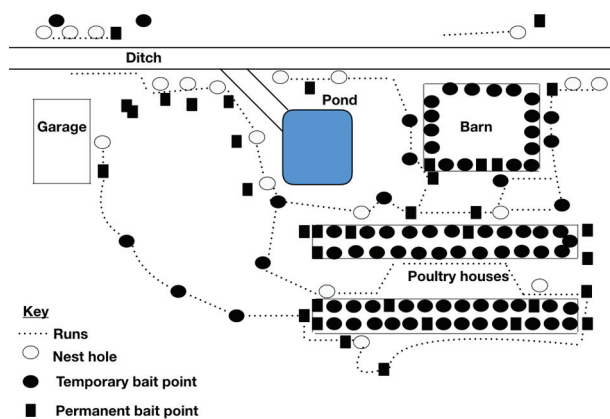 Ditch
Pond
Garage
Barn
Poultry houses
Key
Runs
Nest hole
Temporary bait point
Permanent bait point